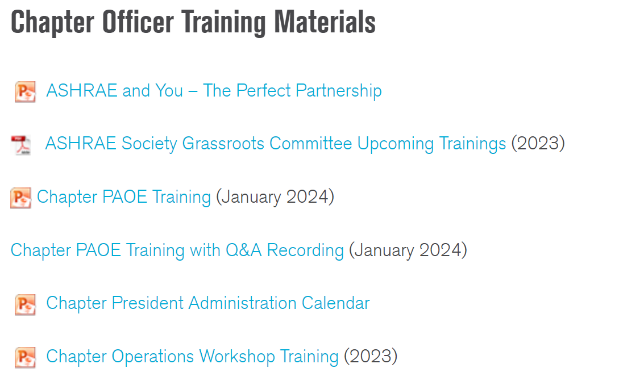 Chapter Officer Training Materials
ASHRAE and You – The Perfect Partnership
ASHRAE Society Grassroots Committee Upcoming Trainings (2023)
Chapter PAOE Training (January 2024)
Chapter PAOE Training with Q&A Recording (January 2024)
Chapter President Administration Calendar
Chapter Operations Workshop Training (2023)